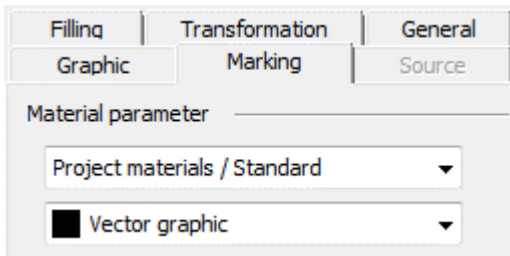 Filling Transformation General
Graphic Marking Source
Material parameter
Project materials / Standard
Vector graphic